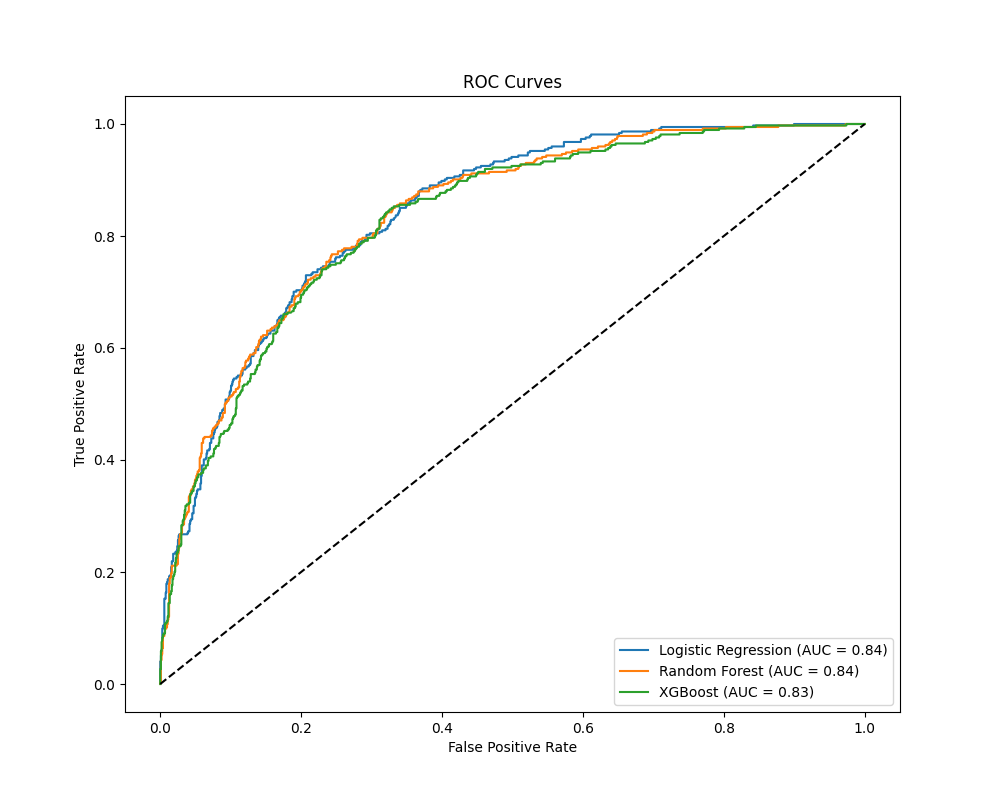 ROC Curves
True Positive Rate
1.0
0.8
0.6
0.4
0.2
0.0
Logistic Regression (AUC = 0.84)
Random Forest (AUC = 0.84)
XGBoost (AUC = 0.83)
0.0 0.2 0.4 0.6 0.8 1.0
False Positive Rate